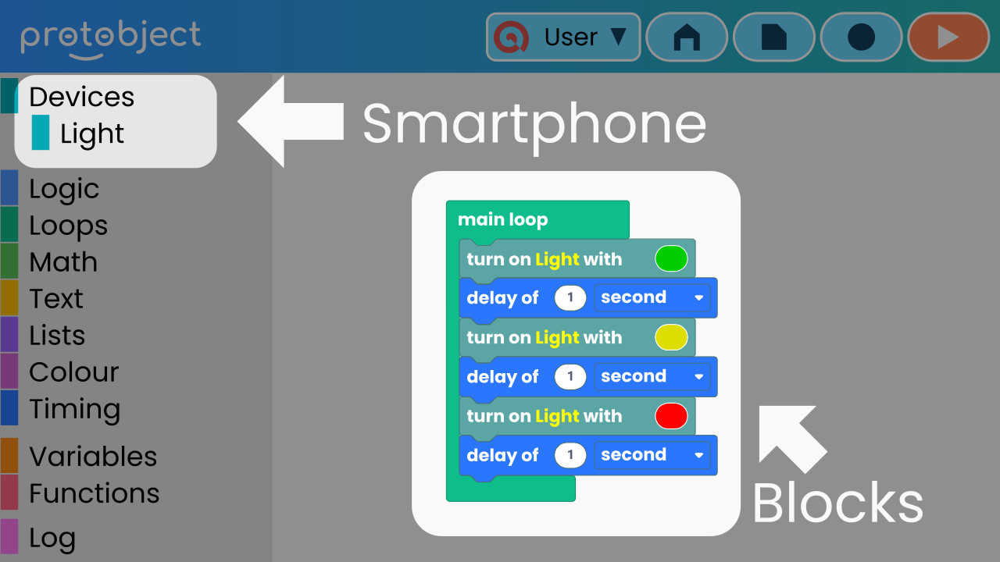 protobject
User ▼
Devices
Light
Smartphone
Logic
Loops
Math
Text
Lists
Colour
Timing
Variables
Functions
Log
main loop
turn on Light with
delay of 1 second
turn on Light with
delay of 1 second
turn on Light with
delay of 1 second
Blocks